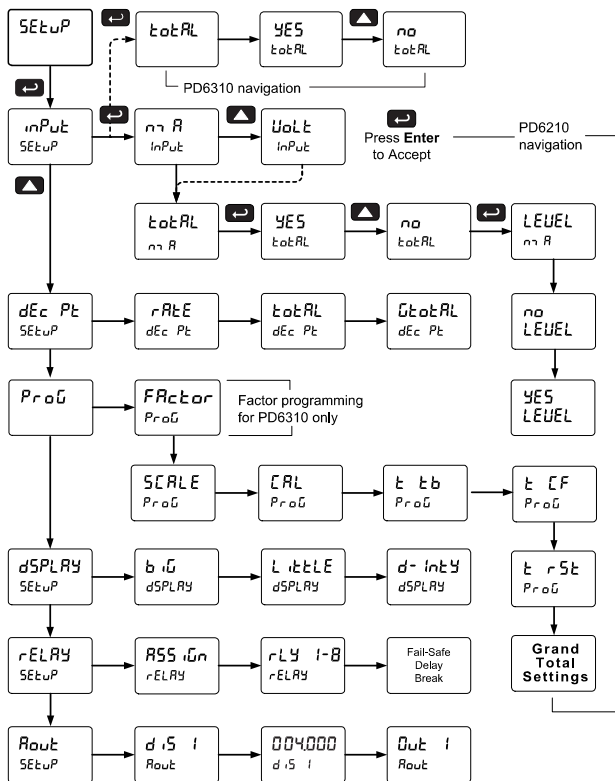 SEtuP
totAL
YES
totAL
no
totAL
PD6310 navigation
inPut
SEtuP
mA
InPut
VoLt
InPut
Press Enter
to Accept
PD6210
navigation
totAL
mA
YES
totAL
no
totAL
LEVEL
mA
dEc Pt
SEtuP
rAtE
dEc Pt
totAL
dEc Pt
GtotAL
dEc Pt
no
LEVEL
ProG
FActor
ProG
Factor programming
for PD6310 only
YES
LEVEL
SCALE
ProG
CAL
ProG
t tb
ProG
t CF
ProG
dSPLAY
SEtuP
biG
dSPLAY
LittLE
dSPLAY
d-IntY
dSPLAY
t rSt
ProG
rELAY
SEtuP
ASSiGn
rELAY
rLY 1-8
rELAY
Fail-Safe
Delay
Break
Grand
Total
Settings
Aout
SEtuP
diS 1
Aout
004.000
diS 1
Out 1
Aout